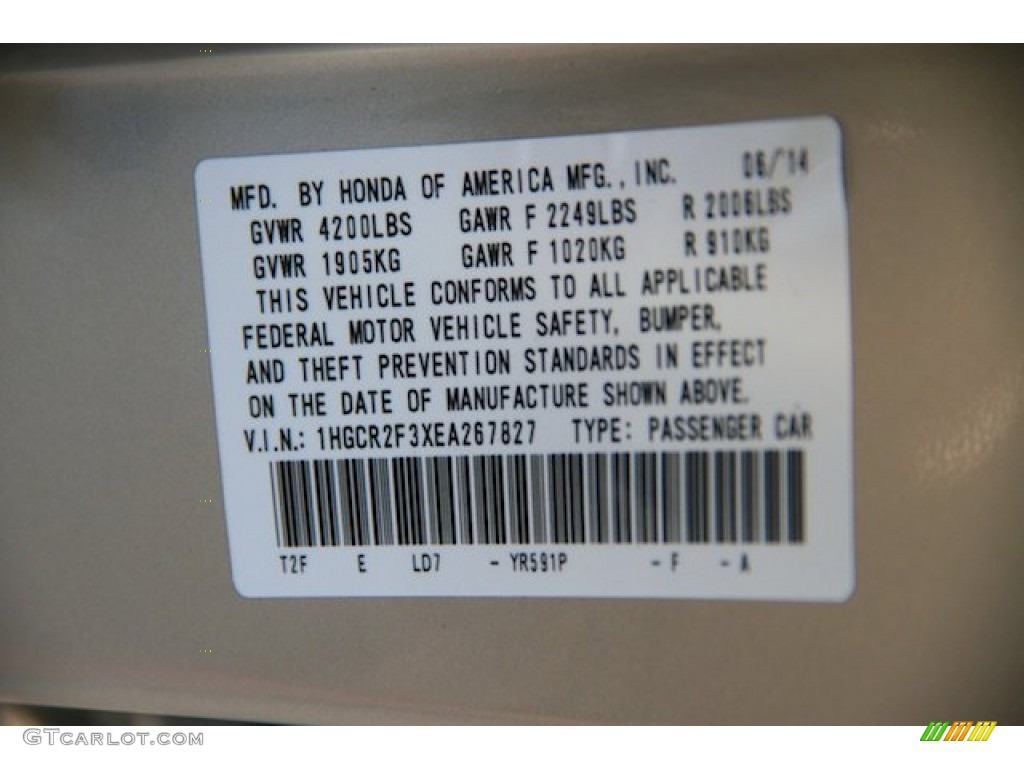 MFD. BY HONDA OF AMERICA MFG., INC. 06/14
GVWR 4200LBS GAWR F 2249LBS R 2006LBS
GVWR 1905KG GAWR F 1020KG R 910KG
THIS VEHICLE CONFORMS TO ALL APPLICABLE
FEDERAL MOTOR VEHICLE SAFETY, BUMPER,
AND THEFT PREVENTION STANDARDS IN EFFECT
ON THE DATE OF MANUFACTURE SHOWN ABOVE.
V.I.N.: 1HGCR2F3XEA267827 TYPE: PASSENGER CAR
T2F E LD7 - YR591P - F - A
GTCARLOT.COM